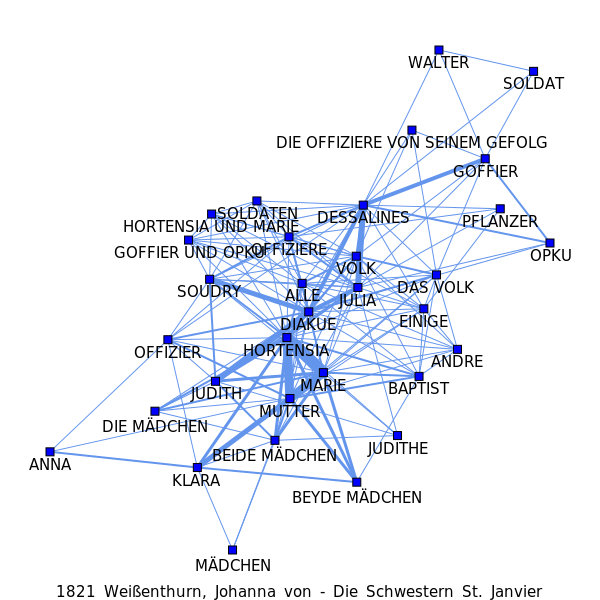 WALTER
SOLDAT
DIE OFFIZIERE VON SEINEM GEFOLG
GOFFIER
SOLDATEN
DESSALINES
PFLANZER
HORTENSIA UND MARIE
OFFIZIERE
GOFFIER UND OPKU
OPKU
VOLK
SOUDRY
ALLE
JULIA
DAS VOLK
DIAKUE
EINIGE
OFFIZIER
HORTENSIA
ANDRE
JUDITH
MARIE
BAPTIST
MUTTER
DIE MÄDCHEN
JUDITHE
BEIDE MÄDCHEN
ANNA
KLARA
BEYDE MÄDCHEN
MÄDCHEN
1821 Weißenthurn, Johanna von - Die Schwestern St. Janvier